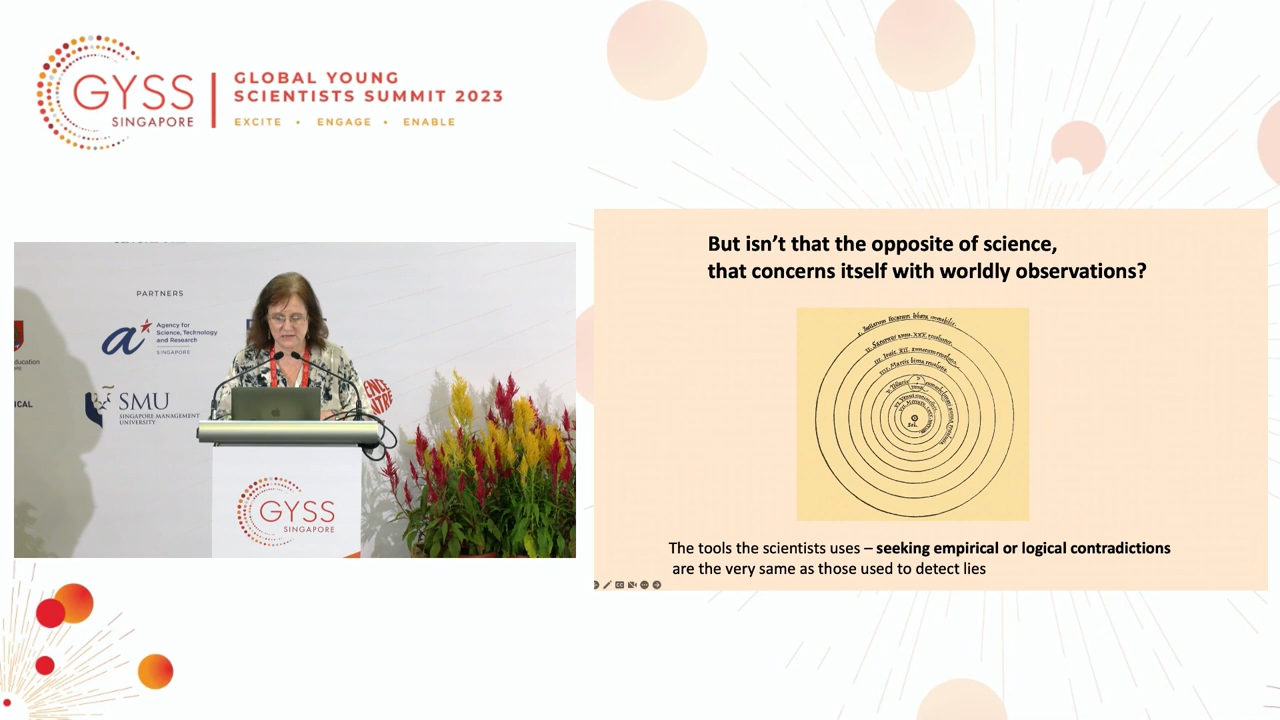 GYSS
SINGAPORE
GLOBAL YOUNG
SCIENTISTS SUMMIT 2023
EXCITE • ENGAGE • ENABLE
PARTNERS
Agency for
Science, Technology
and Research
SINGAPORE
SMU
SINGAPORE MANAGEMENT
UNIVERSITY
GYSS
SINGAPORE
But isn't that the opposite of science,
that concerns itself with worldly observations?
Sol.
The tools the scientists uses – seeking empirical or logical contradictions
are the very same as those used to detect lies